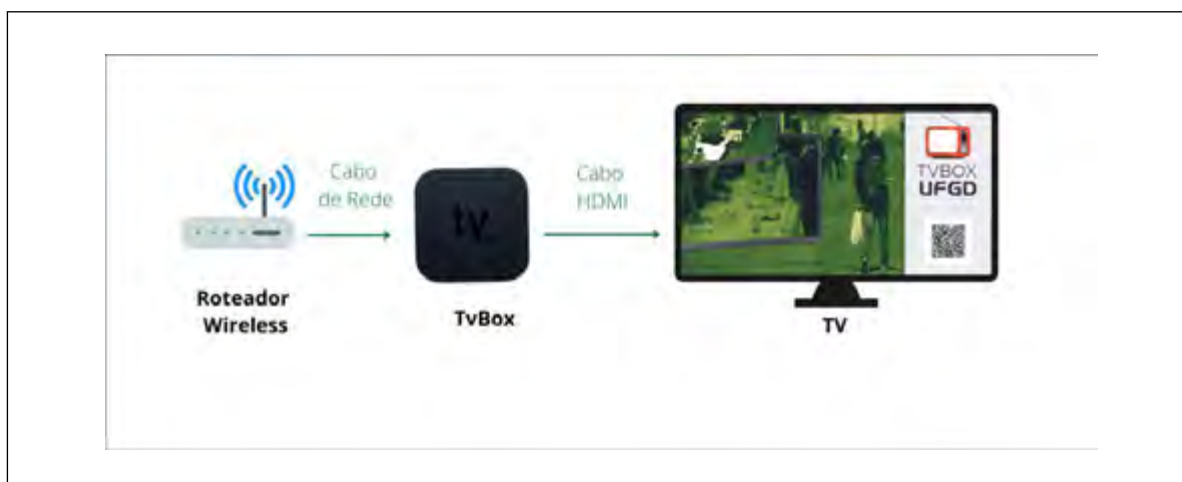 Cabo
de Rede
Cabo
HDMI
tv
TVBOX
UFGD
Roteador
Wireless
TvBox
TV